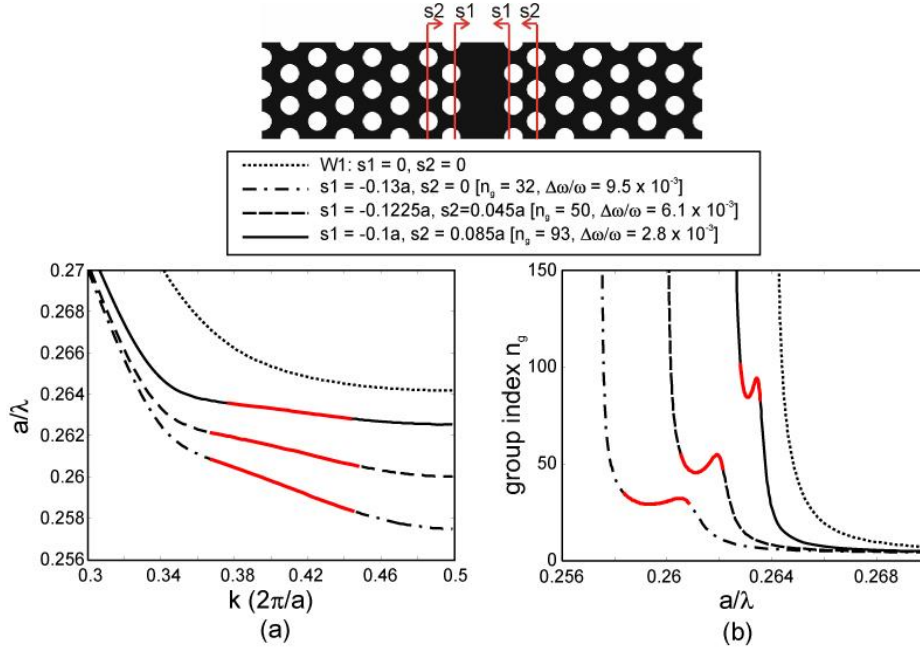 s2 s1 s1 s2
W1: s1 = 0, s2 = 0
s1 = -0.13a, s2 = 0 [n_g = 32, Δω/ω = 9.5 x 10⁻³]
s1 = -0.1225a, s2=0.045a [n_g = 50, Δω/ω = 6.1 x 10⁻³]
s1 = -0.1a, s2 = 0.085a [n_g = 93, Δω/ω = 2.8 x 10⁻³]
0.27
0.268
0.266
0.264
0.262
0.26
0.258
0.256
a/λ
0.3 0.34 0.38 0.42 0.46 0.5
k (2π/a)
(a)
150
100
50
0
group index n_g
0.256 0.26 0.264 0.268
a/λ
(b)